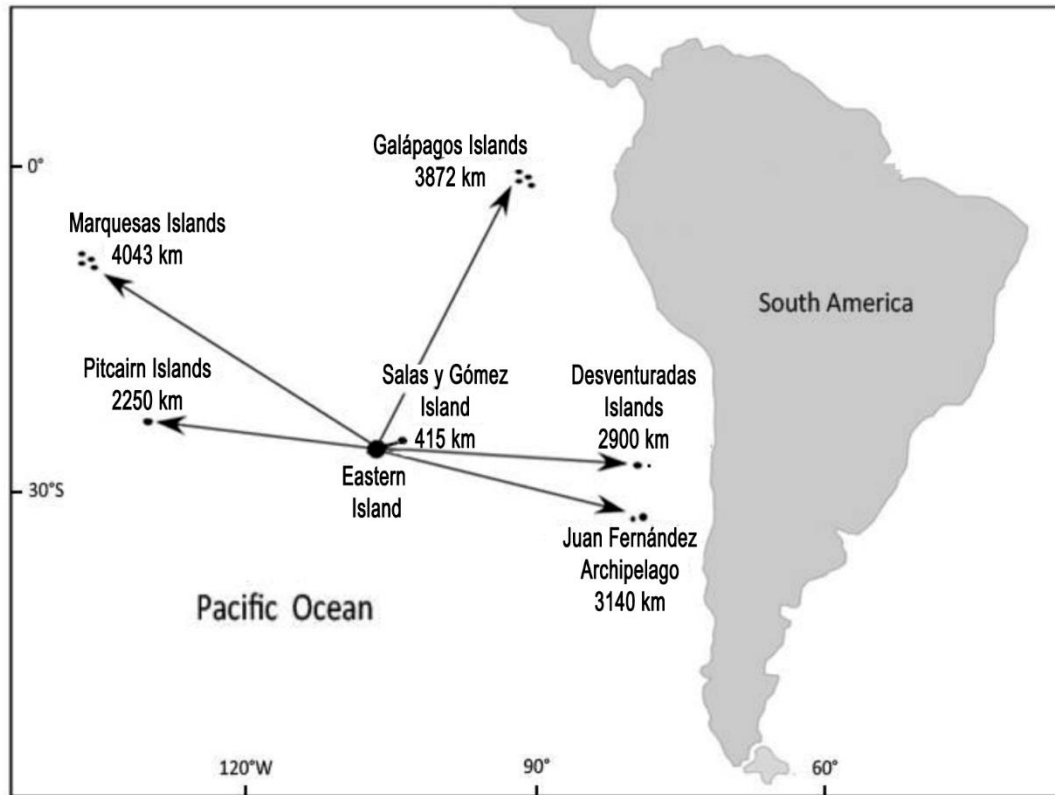 Galápagos Islands
3872 km
0°
Marquesas Islands
4043 km
South America
Pitcairn Islands
2250 km
Salas y Gómez
Island
415 km
Desventuradas
Islands
2900 km
Eastern
Island
30°S
Juan Fernández
Archipelago
3140 km
Pacific Ocean
120°W
90°
60°